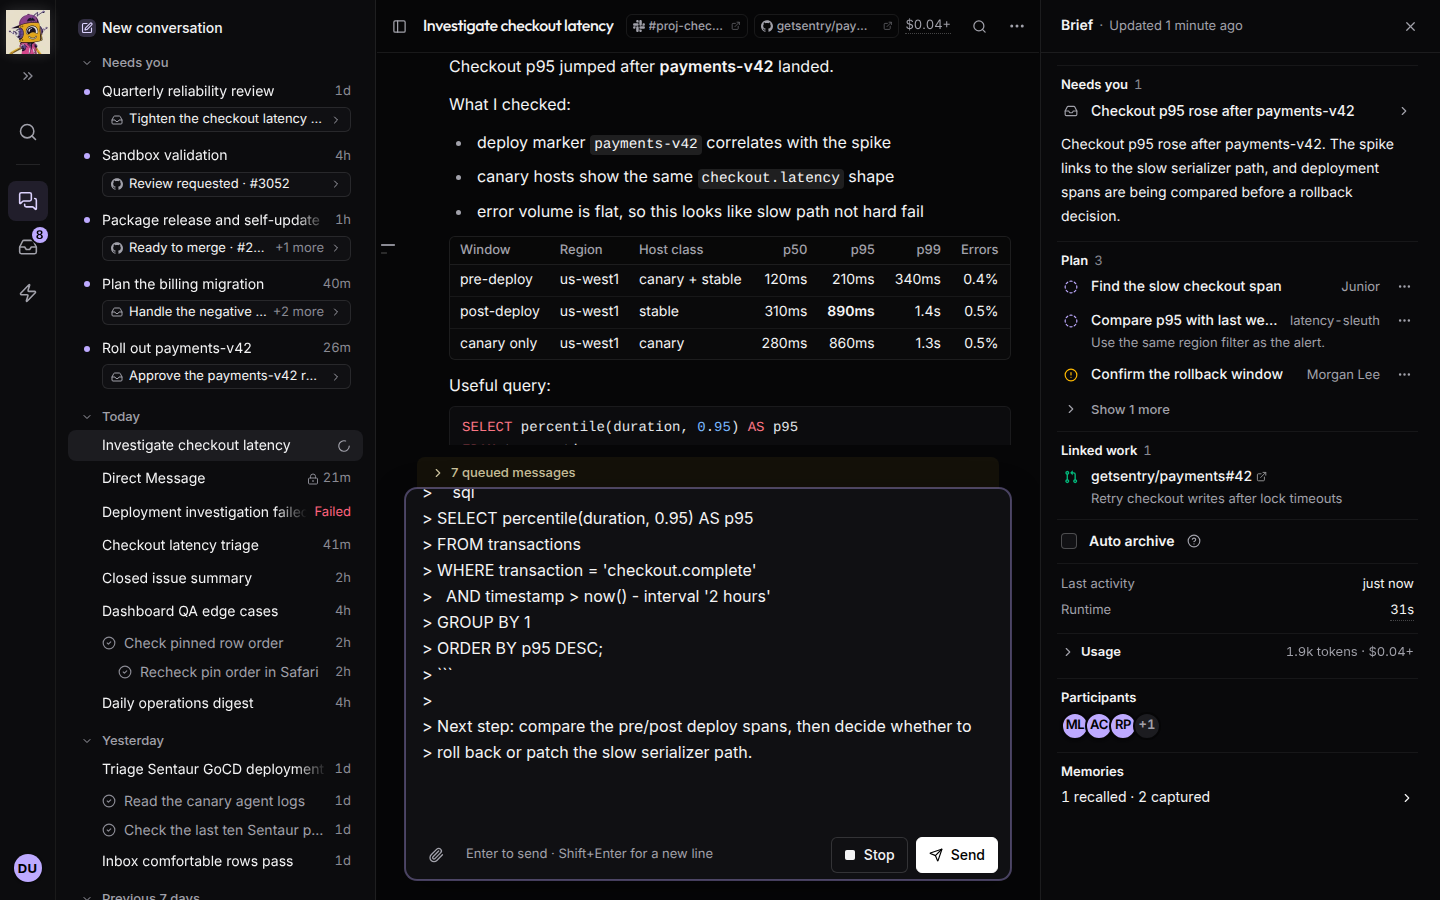 New conversation
Needs you
Quarterly reliability review 1d
Tighten the checkout latency ...
Sandbox validation 4h
Review requested · #3052
Package release and self-update 1h
Ready to merge · #2... +1 more
Plan the billing migration 40m
Handle the negative ... +2 more
Roll out payments-v42 26m
Approve the payments-v42 r...
Today
Investigate checkout latency
Direct Message 21m
Deployment investigation failed Failed
Checkout latency triage 41m
Closed issue summary 2h
Dashboard QA edge cases 4h
Check pinned row order 2h
Recheck pin order in Safari 2h
Daily operations digest 4h
Yesterday
Triage Sentaur GoCD deployment 1d
Read the canary agent logs 1d
Check the last ten Sentaur p... 1d
Inbox comfortable rows pass 1d
Previous 7 days
8
DU
Investigate checkout latency #proj-chec... getsentry/pay... $0.04+
Checkout p95 jumped after payments-v42 landed.
What I checked:
deploy marker payments-v42 correlates with the spike
canary hosts show the same checkout.latency shape
error volume is flat, so this looks like slow path not hard fail
Window Region Host class p50 p95 p99 Errors
pre-deploy us-west1 canary + stable 120ms 210ms 340ms 0.4%
post-deploy us-west1 stable 310ms 890ms 1.4s 0.5%
canary only us-west1 canary 280ms 860ms 1.3s 0.5%
Useful query:
SELECT percentile(duration, 0.95) AS p95
7 queued messages
> sql
> SELECT percentile(duration, 0.95) AS p95
> FROM transactions
> WHERE transaction = 'checkout.complete'
> AND timestamp > now() - interval '2 hours'
> GROUP BY 1
> ORDER BY p95 DESC;
> ```
>
> Next step: compare the pre/post deploy spans, then decide whether to
> roll back or patch the slow serializer path.
Enter to send · Shift+Enter for a new line
Stop
Send
Brief · Updated 1 minute ago
Needs you 1
Checkout p95 rose after payments-v42
Checkout p95 rose after payments-v42. The spike
links to the slow serializer path, and deployment
spans are being compared before a rollback
decision.
Plan 3
Find the slow checkout span Junior
Compare p95 with last we... latency-sleuth
Use the same region filter as the alert.
Confirm the rollback window Morgan Lee
Show 1 more
Linked work 1
getsentry/payments#42
Retry checkout writes after lock timeouts
Auto archive
Last activity just now
Runtime 31s
Usage 1.9k tokens · $0.04+
Participants
ML AC RP +1
Memories
1 recalled · 2 captured